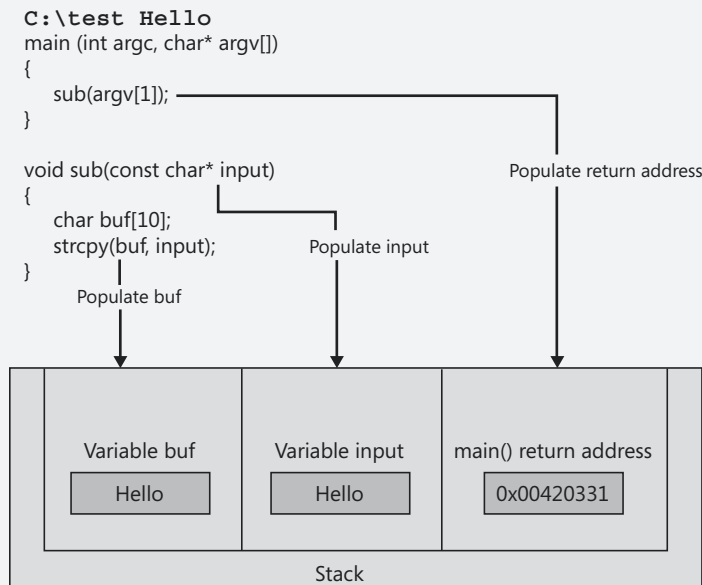 C:\test Hello
main (int argc, char* argv[])
{
sub(argv[1]);
}
void sub(const char* input)
{
char buf[10];
strcpy(buf, input);
}
Populate return address
Populate input
Populate buf
Variable buf
Hello
Variable input
Hello
main() return address
0x00420331
Stack